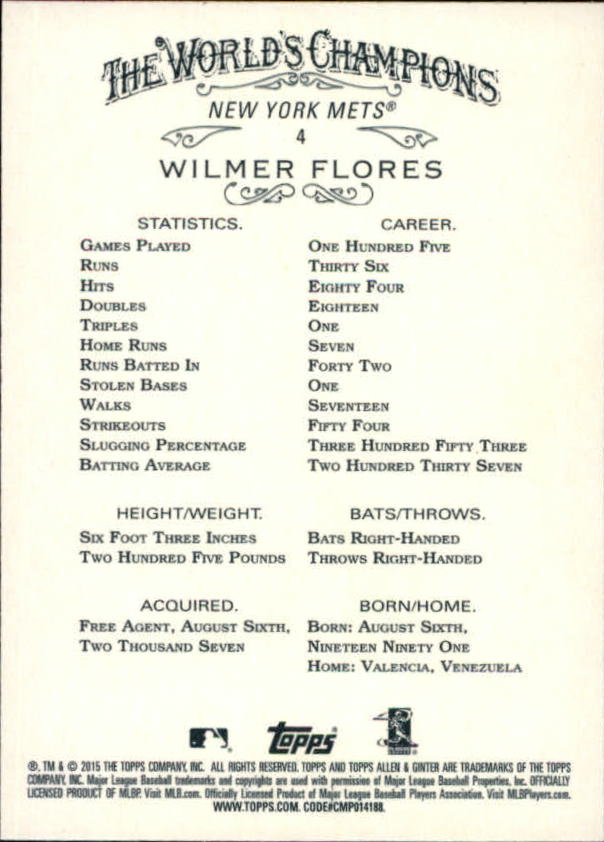 THE WORLD'S CHAMPIONS
NEW YORK METS®
4
WILMER FLORES
STATISTICS. CAREER.
GAMES PLAYED ONE HUNDRED FIVE
RUNS THIRTY SIX
HITS EIGHTY FOUR
DOUBLES EIGHTEEN
TRIPLES ONE
HOME RUNS SEVEN
RUNS BATTED IN FORTY TWO
STOLEN BASES ONE
WALKS SEVENTEEN
STRIKEOUTS FIFTY FOUR
SLUGGING PERCENTAGE THREE HUNDRED FIFTY THREE
BATTING AVERAGE TWO HUNDRED THIRTY SEVEN
HEIGHT/WEIGHT. BATS/THROWS.
SIX FOOT THREE INCHES BATS RIGHT-HANDED
TWO HUNDRED FIVE POUNDS THROWS RIGHT-HANDED
ACQUIRED. BORN/HOME.
FREE AGENT, AUGUST SIXTH, BORN: AUGUST SIXTH,
TWO THOUSAND SEVEN NINETEEN NINETY ONE
HOME: VALENCIA, VENEZUELA
TOPPS
®, TM & © 2015 THE TOPPS COMPANY, INC. ALL RIGHTS RESERVED. TOPPS AND TOPPS ALLEN & GINTER ARE TRADEMARKS OF THE TOPPS
COMPANY, INC. Major League Baseball trademarks and copyrights are used with permission of Major League Baseball Properties, Inc. OFFICIALLY
LICENSED PRODUCT OF MLBP. Visit MLB.com. Officially Licensed Product of Major League Baseball Players Association. Visit MLBPlayers.com.
WWW.TOPPS.COM. CODE#CMP014188.